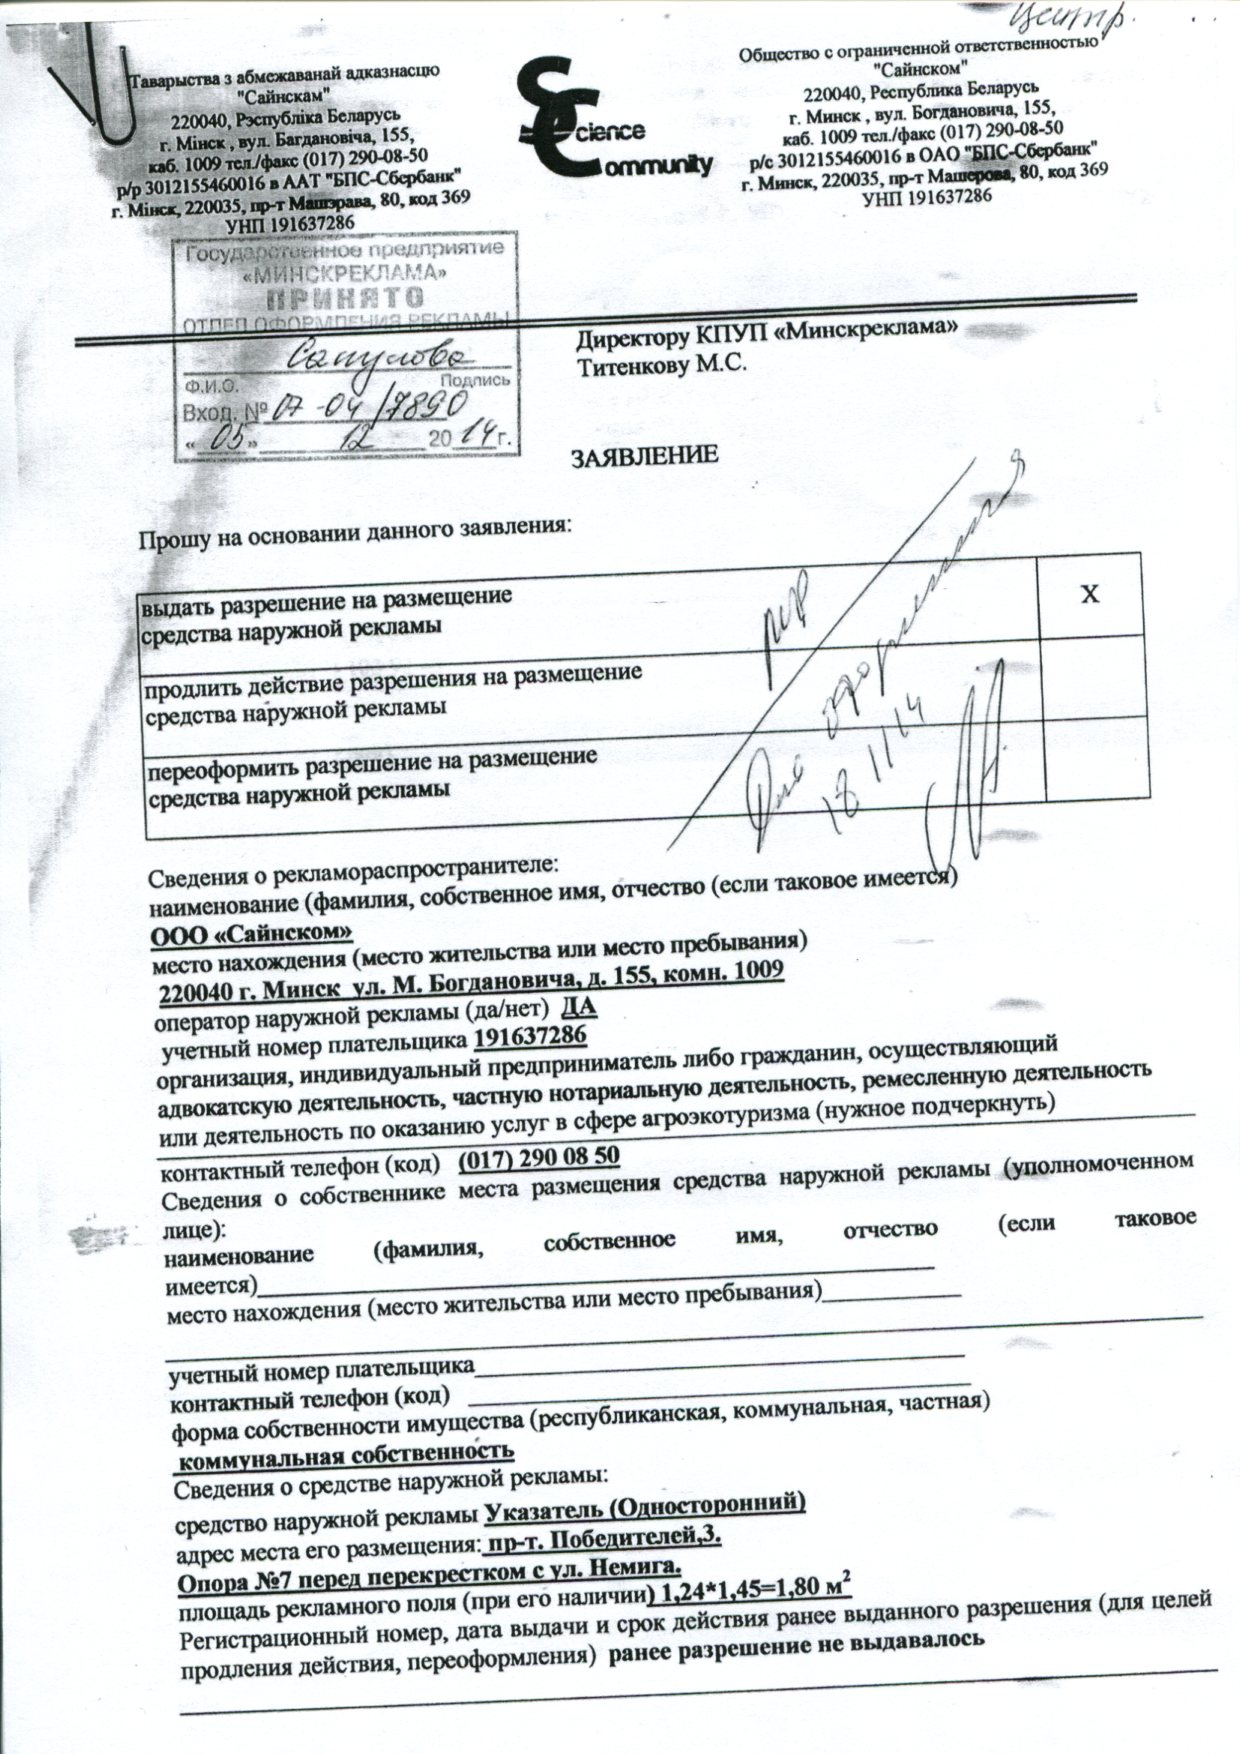 Центр.
Таварыства з абмежаванай адказнасцю
"Сайнскам"
220040, Рэспубліка Беларусь
г. Мінск , вул. Багдановіча, 155,
каб. 1009 тел./факс (017) 290-08-50
р/р 3012155460016 в ААТ "БПС-Сбербанк"
г. Мінск, 220035, пр-т Машэрава, 80, код 369
УНП 191637286
Science
Community
Общество с ограниченной ответственностью
"Сайнском"
220040, Республика Беларусь
г. Минск , вул. Богдановича, 155,
каб. 1009 тел./факс (017) 290-08-50
р/с 3012155460016 в ОАО "БПС-Сбербанк"
г. Минск, 220035, пр-т Машерова, 80, код 369
УНП 191637286
Государственное предприятие
«МИНСКРЕКЛАМА»
ПРИНЯТО
ОТДЕЛ ОФОРМЛЕНИЯ РЕКЛАМЫ
Ф.И.О. Подпись
Вход. № 07-04/7890
«05» 12 2014г.
Директору КПУП «Минскреклама»
Титенкову М.С.
ЗАЯВЛЕНИЕ
Прошу на основании данного заявления:
выдать разрешение на размещение
средства наружной рекламы
X
продлить действие разрешения на размещение
средства наружной рекламы
переоформить разрешение на размещение
средства наружной рекламы
Для оформления
Сведения о рекламораспространителе:
наименование (фамилия, собственное имя, отчество (если таковое имеется)
ООО «Сайнском»
место нахождения (место жительства или место пребывания)
220040 г. Минск ул. М. Богдановича, д. 155, комн. 1009
оператор наружной рекламы (да/нет) ДА
учетный номер плательщика 191637286
организация, индивидуальный предприниматель либо гражданин, осуществляющий
адвокатскую деятельность, частную нотариальную деятельность, ремесленную деятельность
или деятельность по оказанию услуг в сфере агроэкотуризма (нужное подчеркнуть)
контактный телефон (код) (017) 290 08 50
Сведения о собственнике места размещения средства наружной рекламы (уполномоченном
лице):
наименование (фамилия, собственное имя, отчество (если таковое
имеется)
место нахождения (место жительства или место пребывания)
учетный номер плательщика
контактный телефон (код)
форма собственности имущества (республиканская, коммунальная, частная)
коммунальная собственность
Сведения о средстве наружной рекламы:
средство наружной рекламы Указатель (Односторонний)
адрес места его размещения: пр-т. Победителей,3.
Опора №7 перед перекрестком с ул. Немига.
площадь рекламного поля (при его наличии) 1,24*1,45=1,80 м2
Регистрационный номер, дата выдачи и срок действия ранее выданного разрешения (для целей
продления действия, переоформления) ранее разрешение не выдавалось